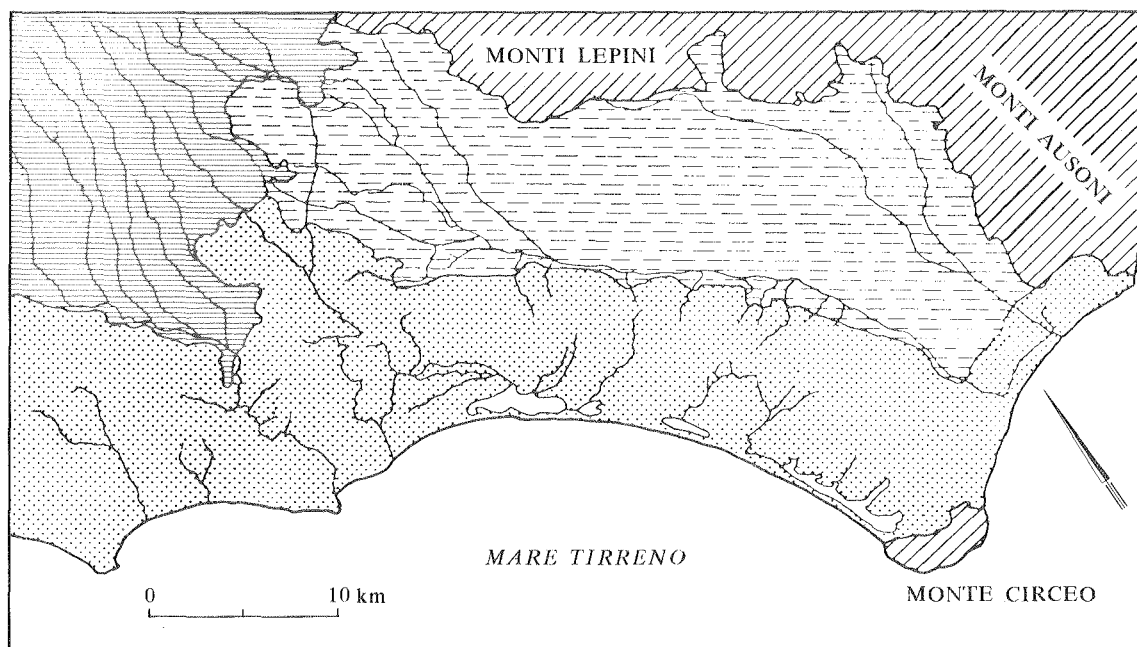 MONTI LEPINI
MONTI AUSONI
MARE TIRRENO
0 10 km
MONTE CIRCEO